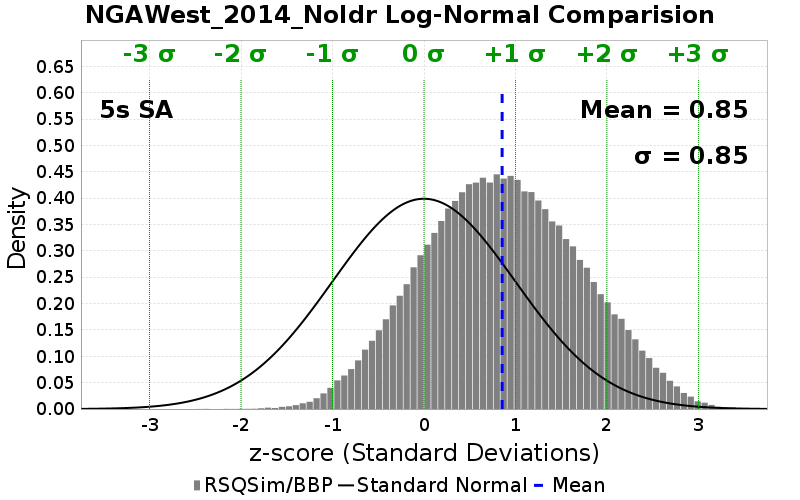 NGAWest_2014_NoIdr Log-Normal Comparision
-3 σ -2 σ -1 σ 0 σ +1 σ +2 σ +3 σ
5s SA
Mean = 0.85
σ = 0.85
Density
0.65
0.60
0.55
0.50
0.45
0.40
0.35
0.30
0.25
0.20
0.15
0.10
0.05
0.00
-3 -2 -1 0 1 2 3
z-score (Standard Deviations)
RSQSim/BBP Standard Normal Mean